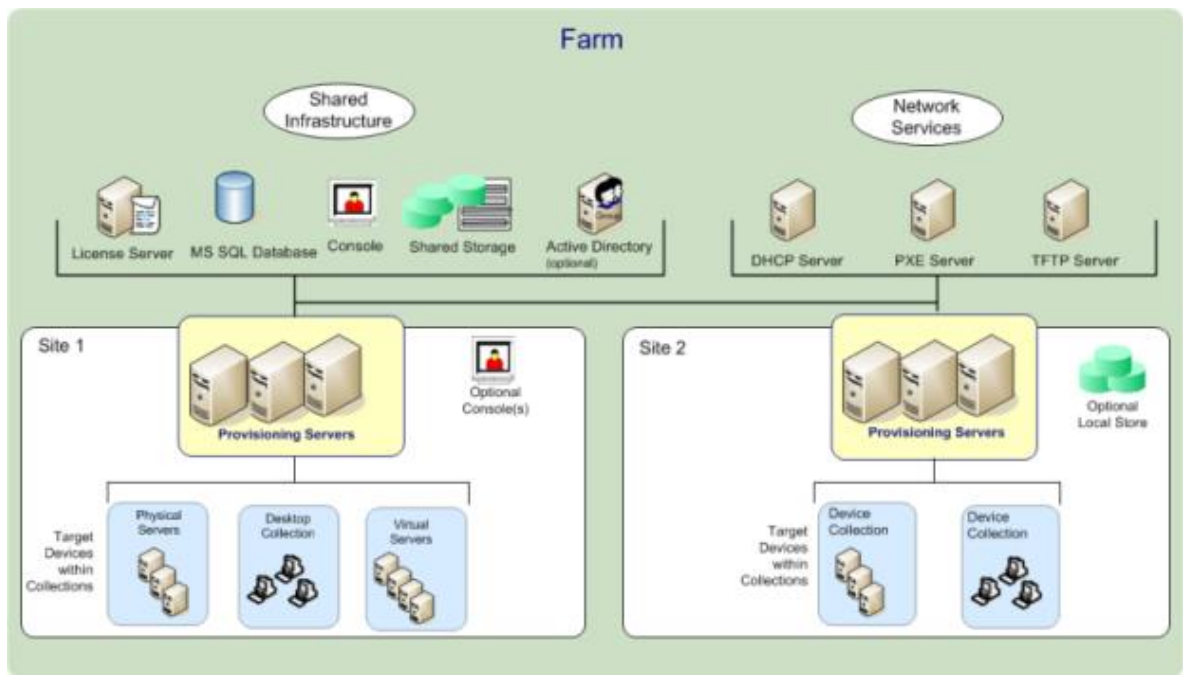 Farm
Shared
Infrastructure
Network
Services
License Server
MS SQL Database
Console
Shared Storage
Group
Active Directory
(optional)
DHCP Server
PXE Server
TFTP Server
Site 1
Provisioning Servers
Optional
Console(s)
Target
Devices
within
Collections
Physical
Servers
Desktop
Collection
Virtual
Servers
Site 2
Provisioning Servers
Optional
Local Store
Target
Devices
within
Collections
Device
Collection
Device
Collection